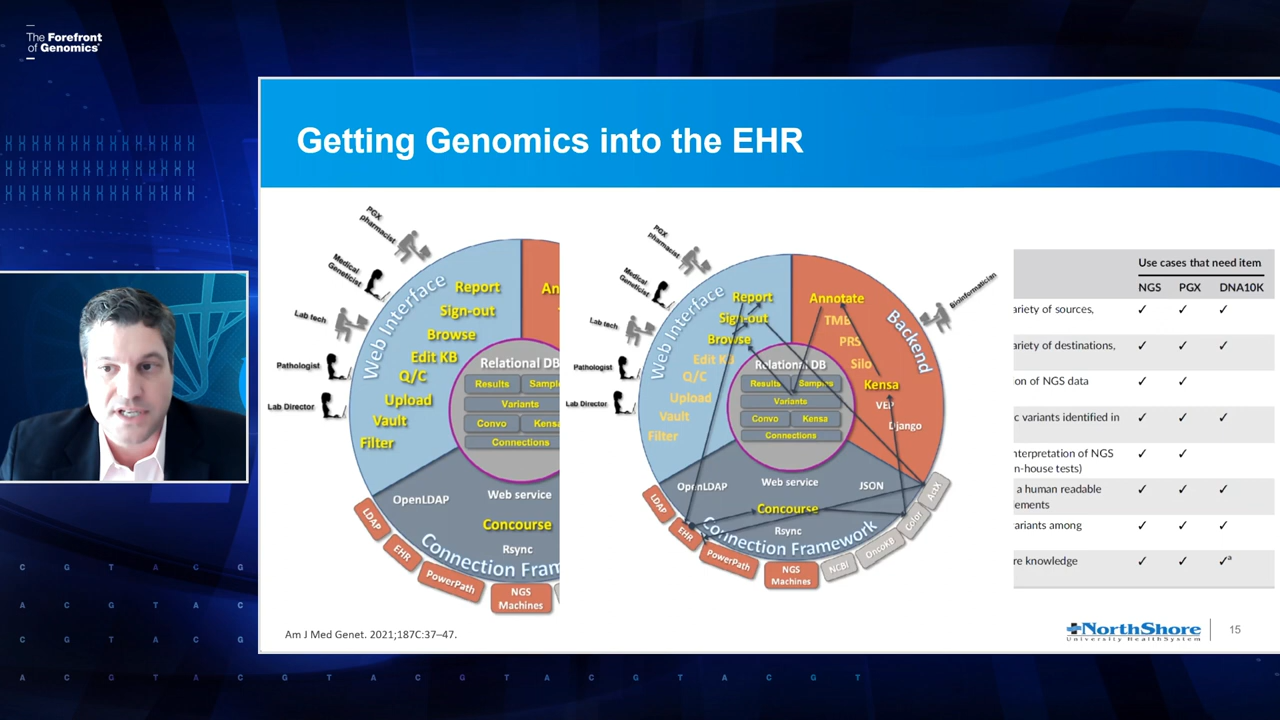 The Forefront
of Genomics®
Getting Genomics into the EHR
PGX
pharmacist
Medical
Geneticist
Lab tech
Pathologist
Lab Director
Web Interface
Report
Sign-out
Browse
Edit KB
Q/C
Upload
Vault
Filter
An
Relational DB
Results
Sample
Variants
Convo
Kensa
Connections
OpenLDAP
Web service
Concourse
Rsync
Connection Fram
LDAP
EHR
PowerPath
NGS
Machines
PGX
pharmacist
Medical
Geneticist
Lab tech
Pathologist
Lab Director
Bioinformatician
Web Interface
Report
Sign-out
Browse
Edit KB
Q/C
Upload
Vault
Filter
Annotate
TMB
PRS
Silo
Kensa
VEP
Django
Backend
Relational DB
Results
Samples
Variants
Convo
Kensa
Connections
OpenLDAP
Web service
JSON
Concourse
Rsync
Connection Framework
LDAP
EHR
PowerPath
NGS
Machines
NCBI
OncoKB
Color
ActX
Use cases that need item
NGS PGX DNA10K
ariety of sources, ✓ ✓ ✓
ariety of destinations, ✓ ✓ ✓
on of NGS data ✓ ✓
c variants identified in ✓ ✓ ✓
nterpretation of NGS ✓ ✓
n-house tests)
a human readable ✓ ✓ ✓
ements
ariants among ✓ ✓ ✓
re knowledge ✓ ✓ ✓a
Am J Med Genet. 2021;187C:37–47.
NorthShore
University HealthSystem
15
C G T A C G
A C G T A C
C G T A C G
A C G T A C G T A C G T A C G T A C G T